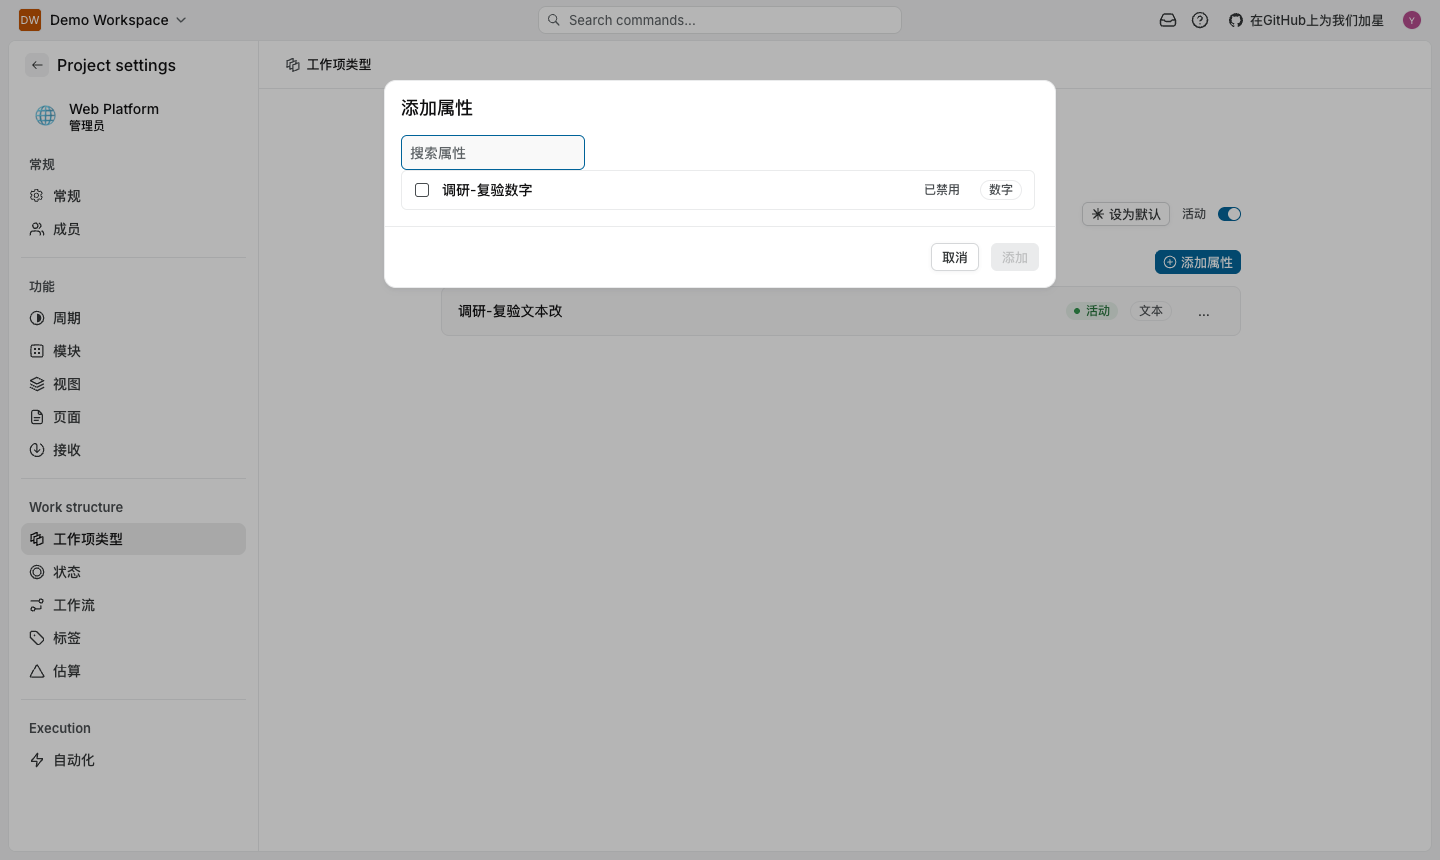 DW Demo Workspace
Search commands...
在GitHub上为我们加星
Y
Project settings
工作项类型
Web Platform
管理员
常规
常规
成员
功能
周期
模块
视图
页面
接收
Work structure
工作项类型
状态
工作流
标签
估算
Execution
自动化
添加属性
搜索属性
调研-复验数字
已禁用
数字
取消
添加
设为默认
活动
添加属性
调研-复验文本改
活动
文本
...